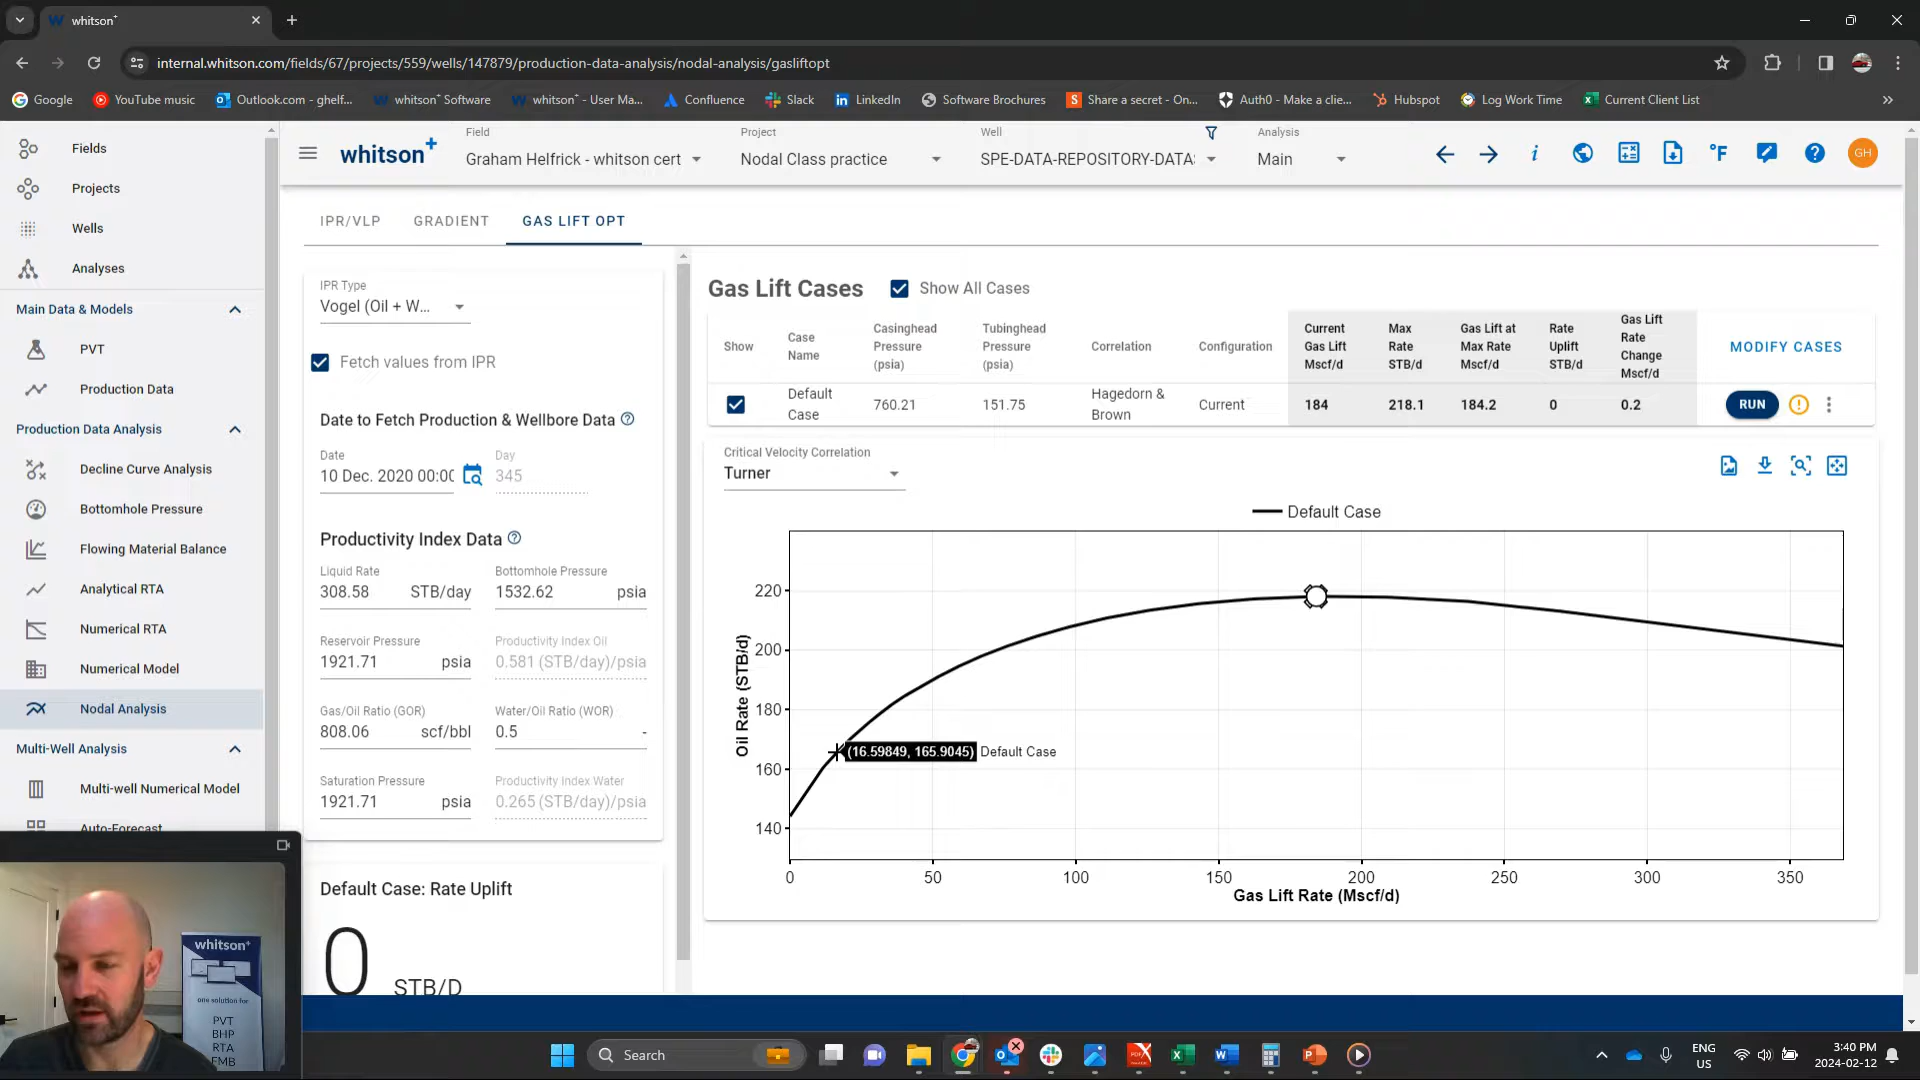 whitson+
internal.whitson.com/fields/67/projects/559/wells/147879/production-data-analysis/nodal-analysis/gasliftopt
Google
YouTube music
Outlook.com - ghelf...
whitson+ Software
whitson+ - User Ma...
Confluence
Slack
LinkedIn
Software Brochures
Share a secret - On...
Auth0 - Make a clie...
Hubspot
Log Work Time
Current Client List
Fields
Projects
Wells
Analyses
Main Data & Models
PVT
Production Data
Production Data Analysis
Decline Curve Analysis
Bottomhole Pressure
Flowing Material Balance
Analytical RTA
Numerical RTA
Numerical Model
Nodal Analysis
Multi-Well Analysis
Multi-well Numerical Model
Auto-Forecast
whitson+
Field
Graham Helfrick - whitson cert
Project
Nodal Class practice
Well
SPE-DATA-REPOSITORY-DATA
Analysis
Main
°F
GH
IPR/VLP
GRADIENT
GAS LIFT OPT
IPR Type
Vogel (Oil + W...
Fetch values from IPR
Date to Fetch Production & Wellbore Data
Date
10 Dec. 2020 00:00
Day
345
Productivity Index Data
Liquid Rate
308.58 STB/day
Bottomhole Pressure
1532.62 psia
Reservoir Pressure
1921.71 psia
Productivity Index Oil
0.581 (STB/day)/psia
Gas/Oil Ratio (GOR)
808.06 scf/bbl
Water/Oil Ratio (WOR)
0.5 -
Saturation Pressure
1921.71 psia
Productivity Index Water
0.265 (STB/day)/psia
Default Case: Rate Uplift
0 STB/D
Gas Lift Cases
Show All Cases
Show
Case Name
Casinghead Pressure (psia)
Tubinghead Pressure (psia)
Correlation
Configuration
Current Gas Lift Mscf/d
Max Rate STB/d
Gas Lift at Max Rate Mscf/d
Rate Uplift STB/d
Gas Lift Rate Change Mscf/d
MODIFY CASES
Default Case
760.21
151.75
Hagedorn & Brown
Current
184
218.1
184.2
0
0.2
RUN
Critical Velocity Correlation
Turner
Default Case
220
200
180
160
140
Oil Rate (STB/d)
(16.59849, 165.9045) Default Case
0 50 100 150 200 250 300 350
Gas Lift Rate (Mscf/d)
whitson+
one solution for
PVT
BHP
RTA
FMB
Search
ENG
US
3:40 PM
2024-02-12